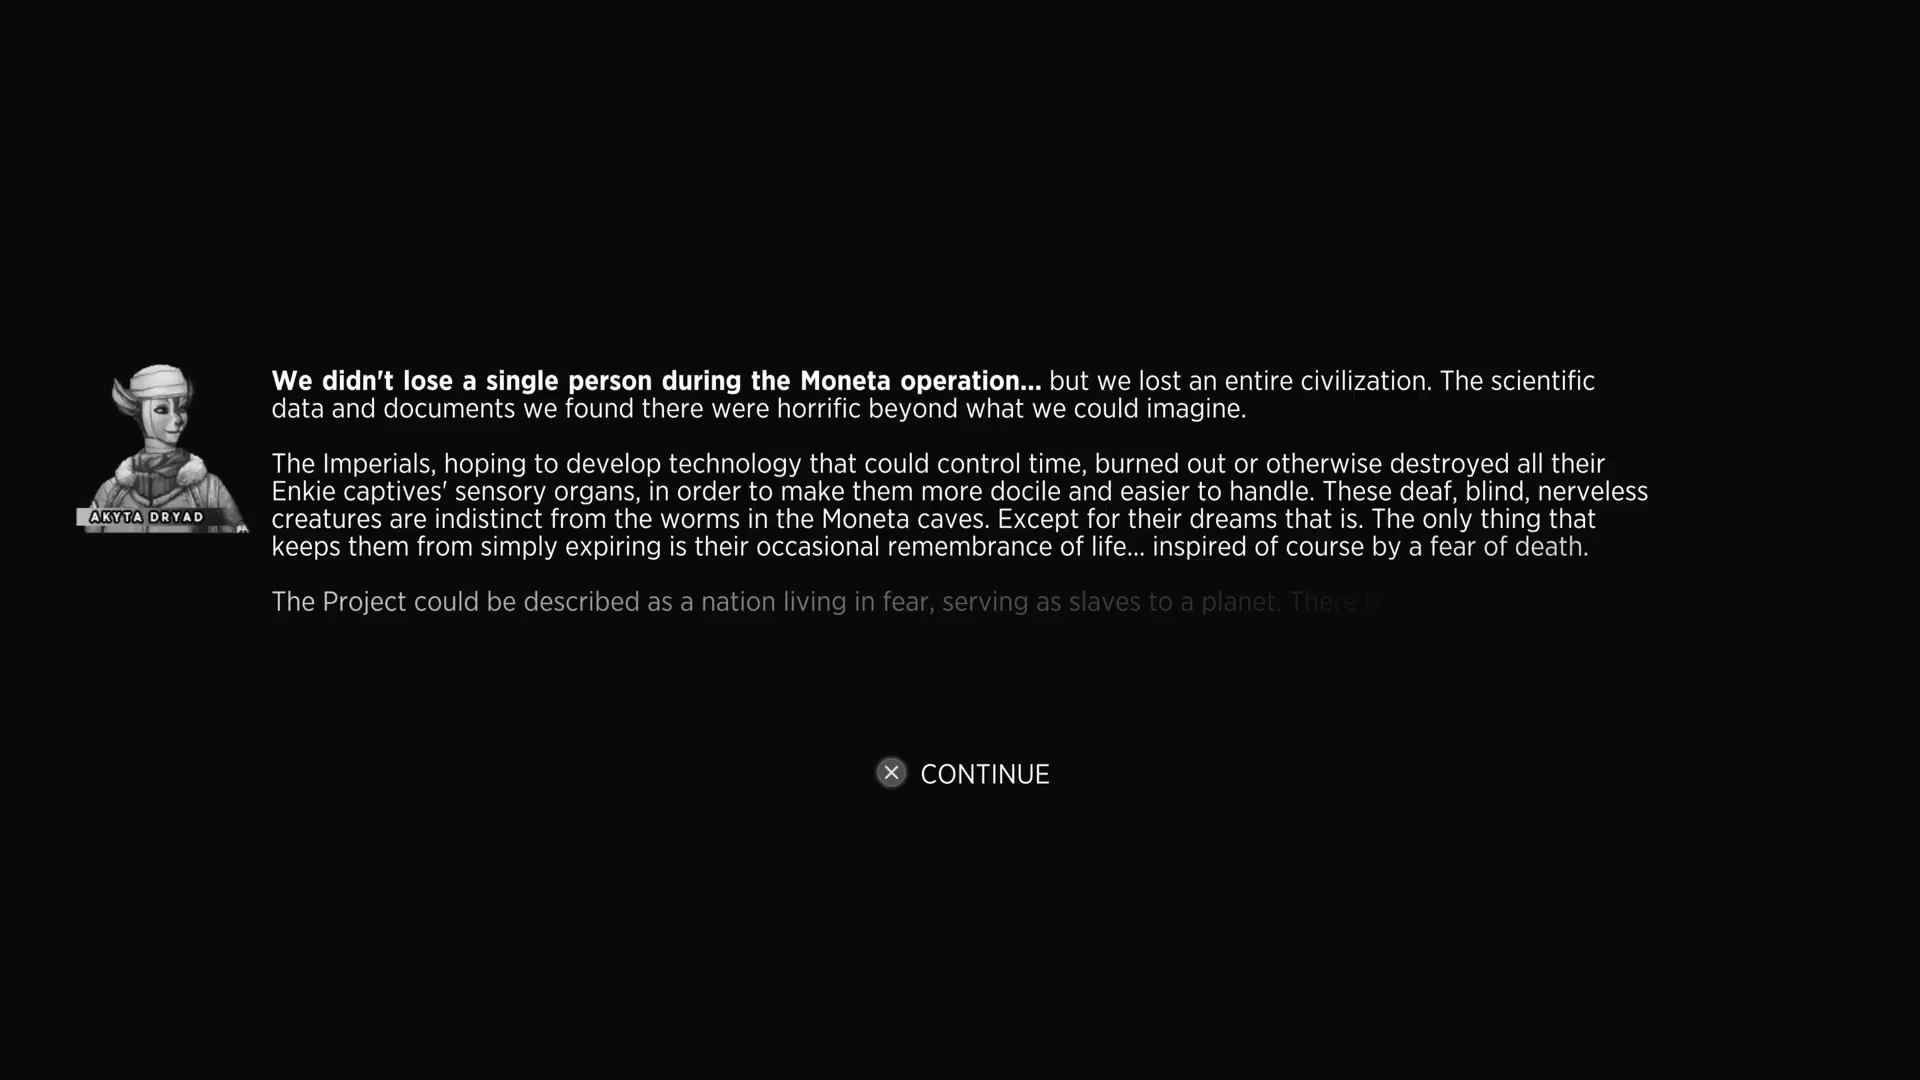 We didn't lose a single person during the Moneta operation... but we lost an entire civilization. The scientific
data and documents we found there were horrific beyond what we could imagine.
The Imperials, hoping to develop technology that could control time, burned out or otherwise destroyed all their
Enkie captives' sensory organs, in order to make them more docile and easier to handle. These deaf, blind, nerveless
creatures are indistinct from the worms in the Moneta caves. Except for their dreams that is. The only thing that
keeps them from simply expiring is their occasional remembrance of life... inspired of course by a fear of death.
AKYTA DRYAD
The Project could be described as a nation living in fear, serving as slaves to a planet. There is
CONTINUE